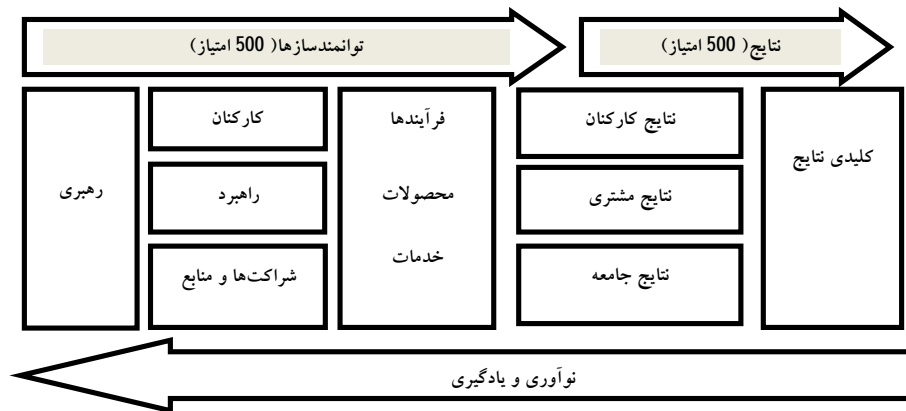 توانمندسازها( 500 امتیاز)
نتایج( 500 امتیاز)
رهبری
کارکنان
راهبرد
شراکت‌ها و منابع
فرآیندها
محصولات
خدمات
نتایج کارکنان
نتایج مشتری
نتایج جامعه
کلیدی نتایج
نوآوری و یادگیری